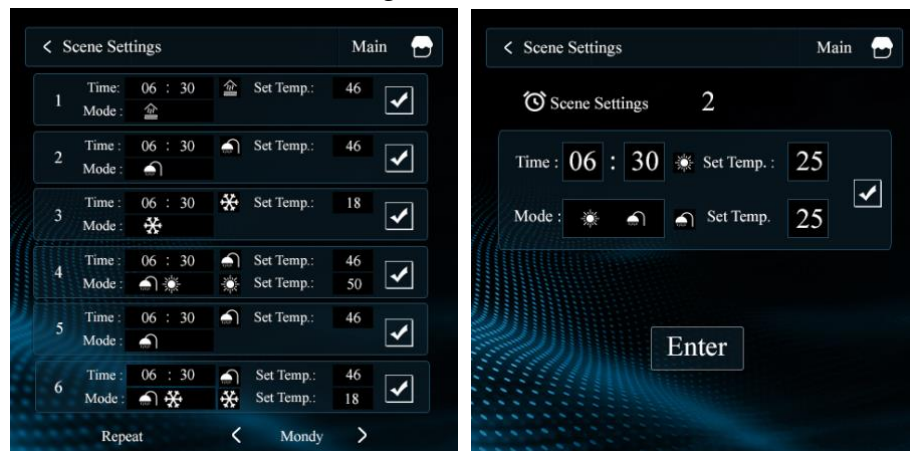 < Scene Settings Main
1 Time: 06 : 30 Set Temp.: 46
Mode :
2 Time : 06 : 30 Set Temp.: 46
Mode :
3 Time : 06 : 30 Set Temp.: 18
Mode :
4 Time : 06 : 30 Set Temp.: 46
Mode : Set Temp.: 50
5 Time : 06 : 30 Set Temp.: 46
Mode :
6 Time : 06 : 30 Set Temp.: 46
Mode : Set Temp.: 18
Repeat < Mondy >
< Scene Settings Main
Scene Settings 2
Time : 06 : 30 Set Temp. : 25
Mode : Set Temp. 25
Enter